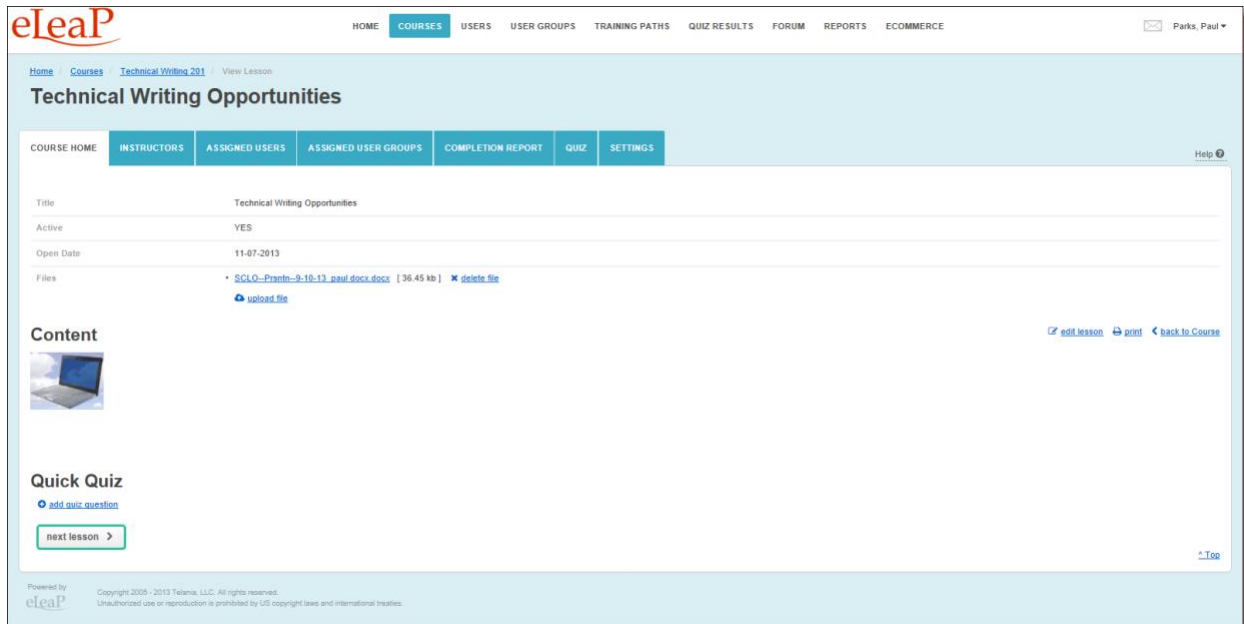 eLeaP
HOME COURSES USERS USER GROUPS TRAINING PATHS QUIZ RESULTS FORUM REPORTS ECOMMERCE Parks, Paul
Home / Courses / Technical Writing 201 / View Lesson
Technical Writing Opportunities
COURSE HOME INSTRUCTORS ASSIGNED USERS ASSIGNED USER GROUPS COMPLETION REPORT QUIZ SETTINGS Help
Title Technical Writing Opportunities
Active YES
Open Date 11-07-2013
Files • SCLO--Prsntn--9-10-13_paul.docx.docx [ 36.45 kb ] delete file
upload file
Content edit lesson print back to Course
Quick Quiz
add quiz question
next lesson >
^ Top
Powered by
eLeaP
Copyright 2005 - 2013 Telania, LLC. All rights reserved.
Unauthorized use or reproduction is prohibited by US copyright laws and international treaties.